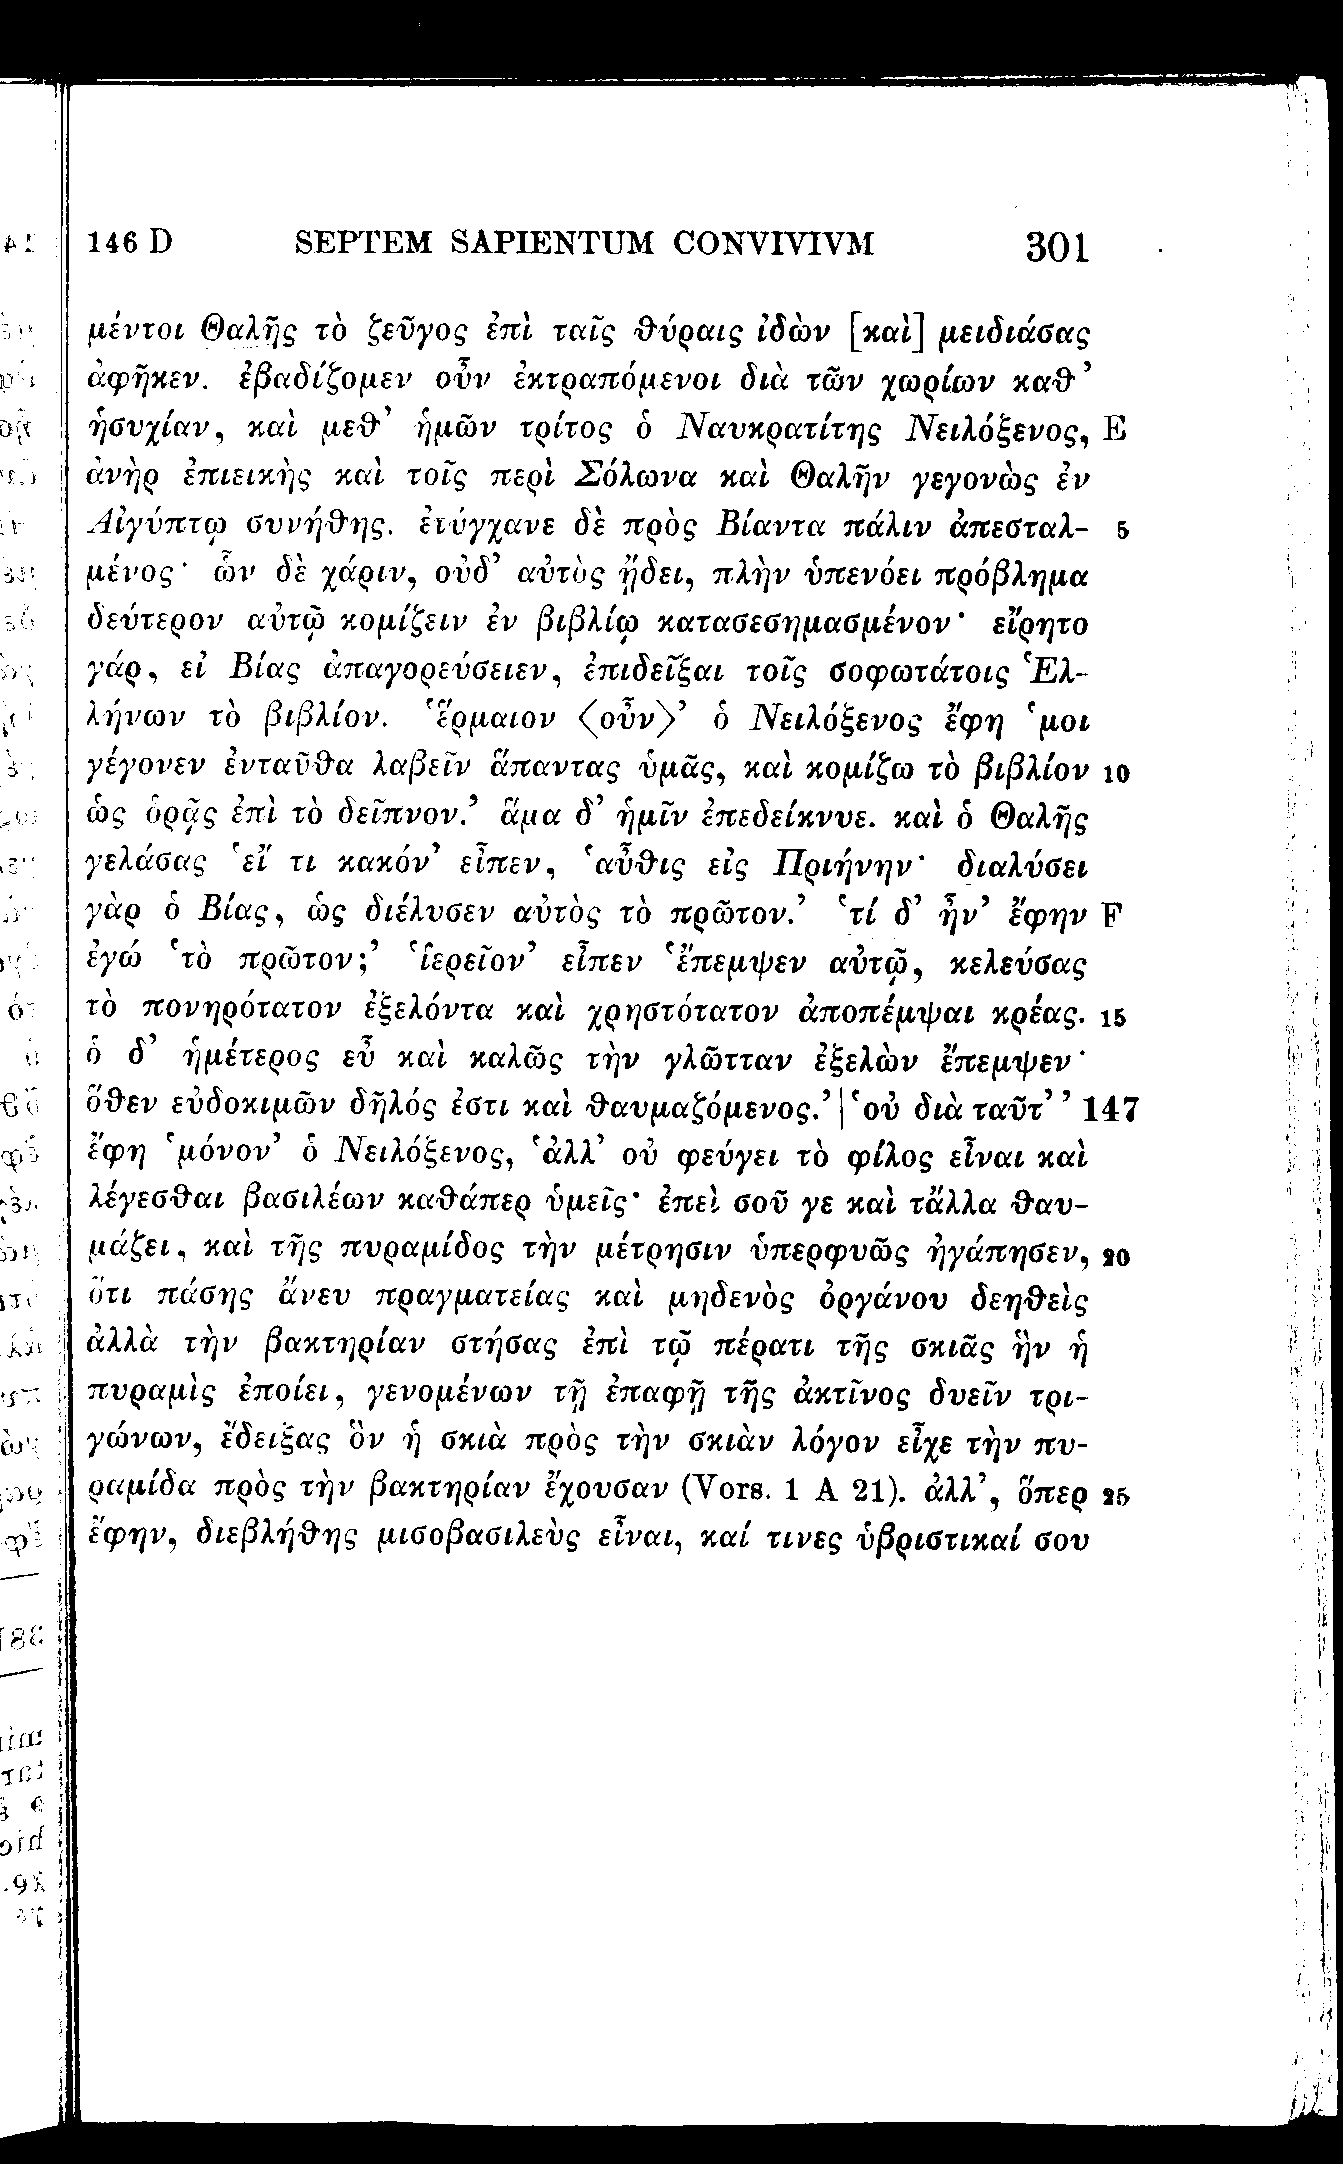 146 D SEPTEM SAPIENTUM CONVIVIVM 301
μέντοι Θαλῆς τὸ ζεῦγος ἐπὶ ταῖς θύραις ἰδὼν [καὶ] μειδιάσας
ἀφῆκεν. ἐβαδίζομεν οὖν ἐκτραπόμενοι διὰ τῶν χωρίων καθ’
ἡσυχίαν, καὶ μεθ’ ἡμῶν τρίτος ὁ Ναυκρατίτης Νειλόξενος, E
ἀνὴρ ἐπιεικὴς καὶ τοῖς περὶ Σόλωνα καὶ Θαλῆν γεγονὼς ἐν
Αἰγύπτῳ συνήθης. ἐτύγχανε δὲ πρὸς Βίαντα πάλιν ἀπεσταλ- 5
μένος· ὧν δὲ χάριν, οὐδ’ αὐτὸς ᾔδει, πλὴν ὑπενόει πρόβλημα
δεύτερον αὐτῷ κομίζειν ἐν βιβλίῳ κατασεσημασμένον· εἴρητο
γάρ, εἰ Βίας ἀπαγορεύσειεν, ἐπιδεῖξαι τοῖς σοφωτάτοις Ἑλ-
λήνων τὸ βιβλίον. ‘ἕρμαιον ⟨οὖν⟩’ ὁ Νειλόξενος ἔφη ‘μοι
γέγονεν ἐνταῦθα λαβεῖν ἅπαντας ὑμᾶς, καὶ κομίζω τὸ βιβλίον 10
ὡς ὁρᾷς ἐπὶ τὸ δεῖπνον.’ ἅμα δ’ ἡμῖν ἐπεδείκνυε. καὶ ὁ Θαλῆς
γελάσας ‘εἴ τι κακόν’ εἶπεν, ‘αὖθις εἰς Πριήνην· διαλύσει
γὰρ ὁ Βίας, ὡς διέλυσεν αὐτὸς τὸ πρῶτον.’ ‘τί δ’ ἦν’ ἔφην F
ἐγώ ‘τὸ πρῶτον;’ ‘ἱερεῖον’ εἶπεν ‘ἔπεμψεν αὐτῷ, κελεύσας
τὸ πονηρότατον ἐξελόντα καὶ χρηστότατον ἀποπέμψαι κρέας. 15
ὁ δ’ ἡμέτερος εὖ καὶ καλῶς τὴν γλῶτταν ἐξελὼν ἔπεμψεν·
ὅθεν εὐδοκιμῶν δῆλός ἐστι καὶ θαυμαζόμενος.’ | ‘οὐ διὰ ταῦτ’’ 147
ἔφη ‘μόνον’ ὁ Νειλόξενος, ‘ἀλλ’ οὐ φεύγει τὸ φίλος εἶναι καὶ
λέγεσθαι βασιλέων καθάπερ ὑμεῖς· ἐπεὶ σοῦ γε καὶ τἄλλα θαυ-
μάζει, καὶ τῆς πυραμίδος τὴν μέτρησιν ὑπερφυῶς ἠγάπησεν, 20
ὅτι πάσης ἄνευ πραγματείας καὶ μηδενὸς ὀργάνου δεηθεὶς
ἀλλὰ τὴν βακτηρίαν στήσας ἐπὶ τῷ πέρατι τῆς σκιᾶς ἣν ἡ
πυραμὶς ἐποίει, γενομένων τῇ ἐπαφῇ τῆς ἀκτῖνος δυεῖν τρι-
γώνων, ἔδειξας ὃν ἡ σκιὰ πρὸς τὴν σκιὰν λόγον εἶχε τὴν πυ-
ραμίδα πρὸς τὴν βακτηρίαν ἔχουσαν (Vors. 1 A 21). ἀλλ’, ὅπερ 25
ἔφην, διεβλήθης μισοβασιλεὺς εἶναι, καί τινες ὑβριστικαί σου